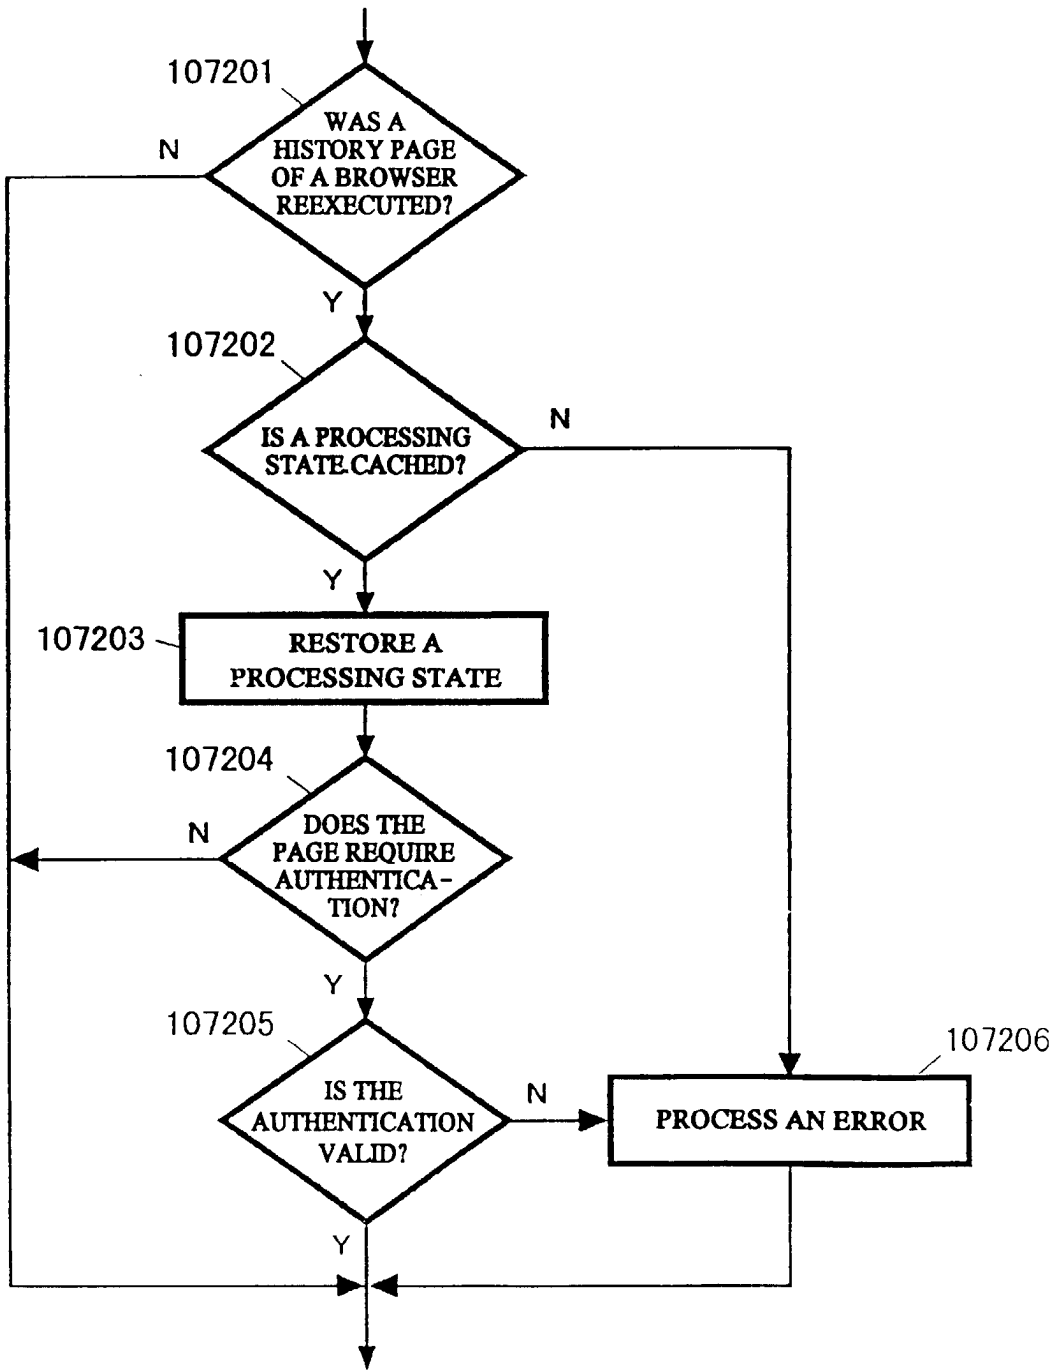 107201
WAS A
HISTORY PAGE
OF A BROWSER
REEXECUTED?
N
Y
107202
IS A PROCESSING
STATE CACHED?
N
Y
107203
RESTORE A
PROCESSING STATE
107204
DOES THE
PAGE REQUIRE
AUTHENTICA-
TION?
N
Y
107205
IS THE
AUTHENTICATION
VALID?
N
107206
PROCESS AN ERROR
Y